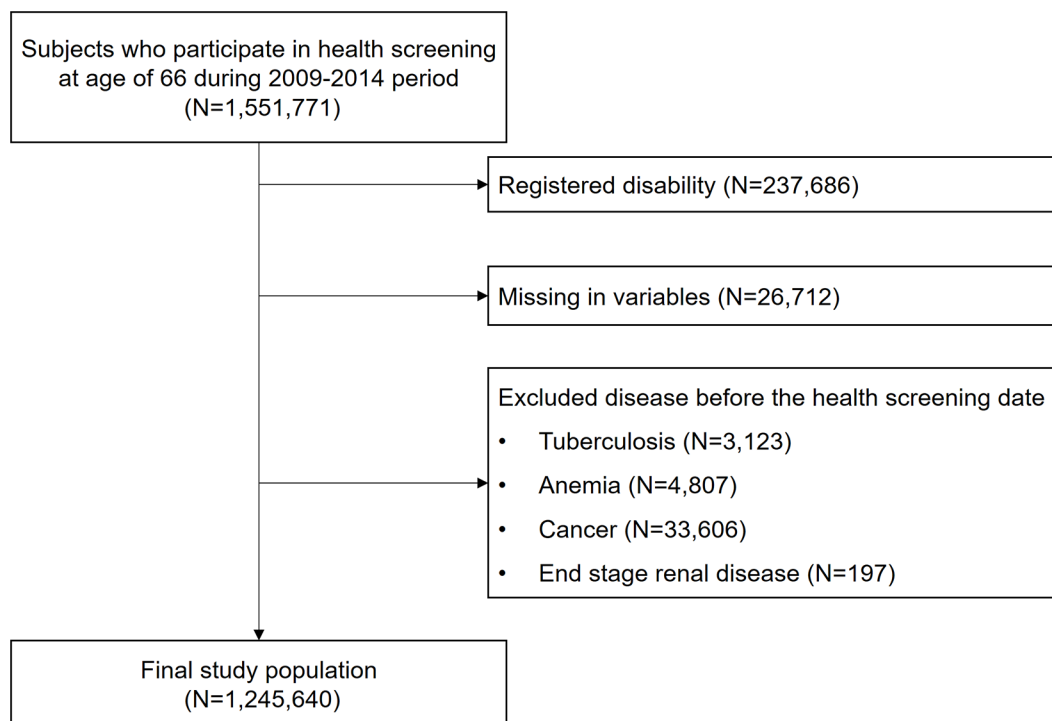 Subjects who participate in health screening
at age of 66 during 2009-2014 period
(N=1,551,771)
Registered disability (N=237,686)
Missing in variables (N=26,712)
Excluded disease before the health screening date
• Tuberculosis (N=3,123)
• Anemia (N=4,807)
• Cancer (N=33,606)
• End stage renal disease (N=197)
Final study population
(N=1,245,640)